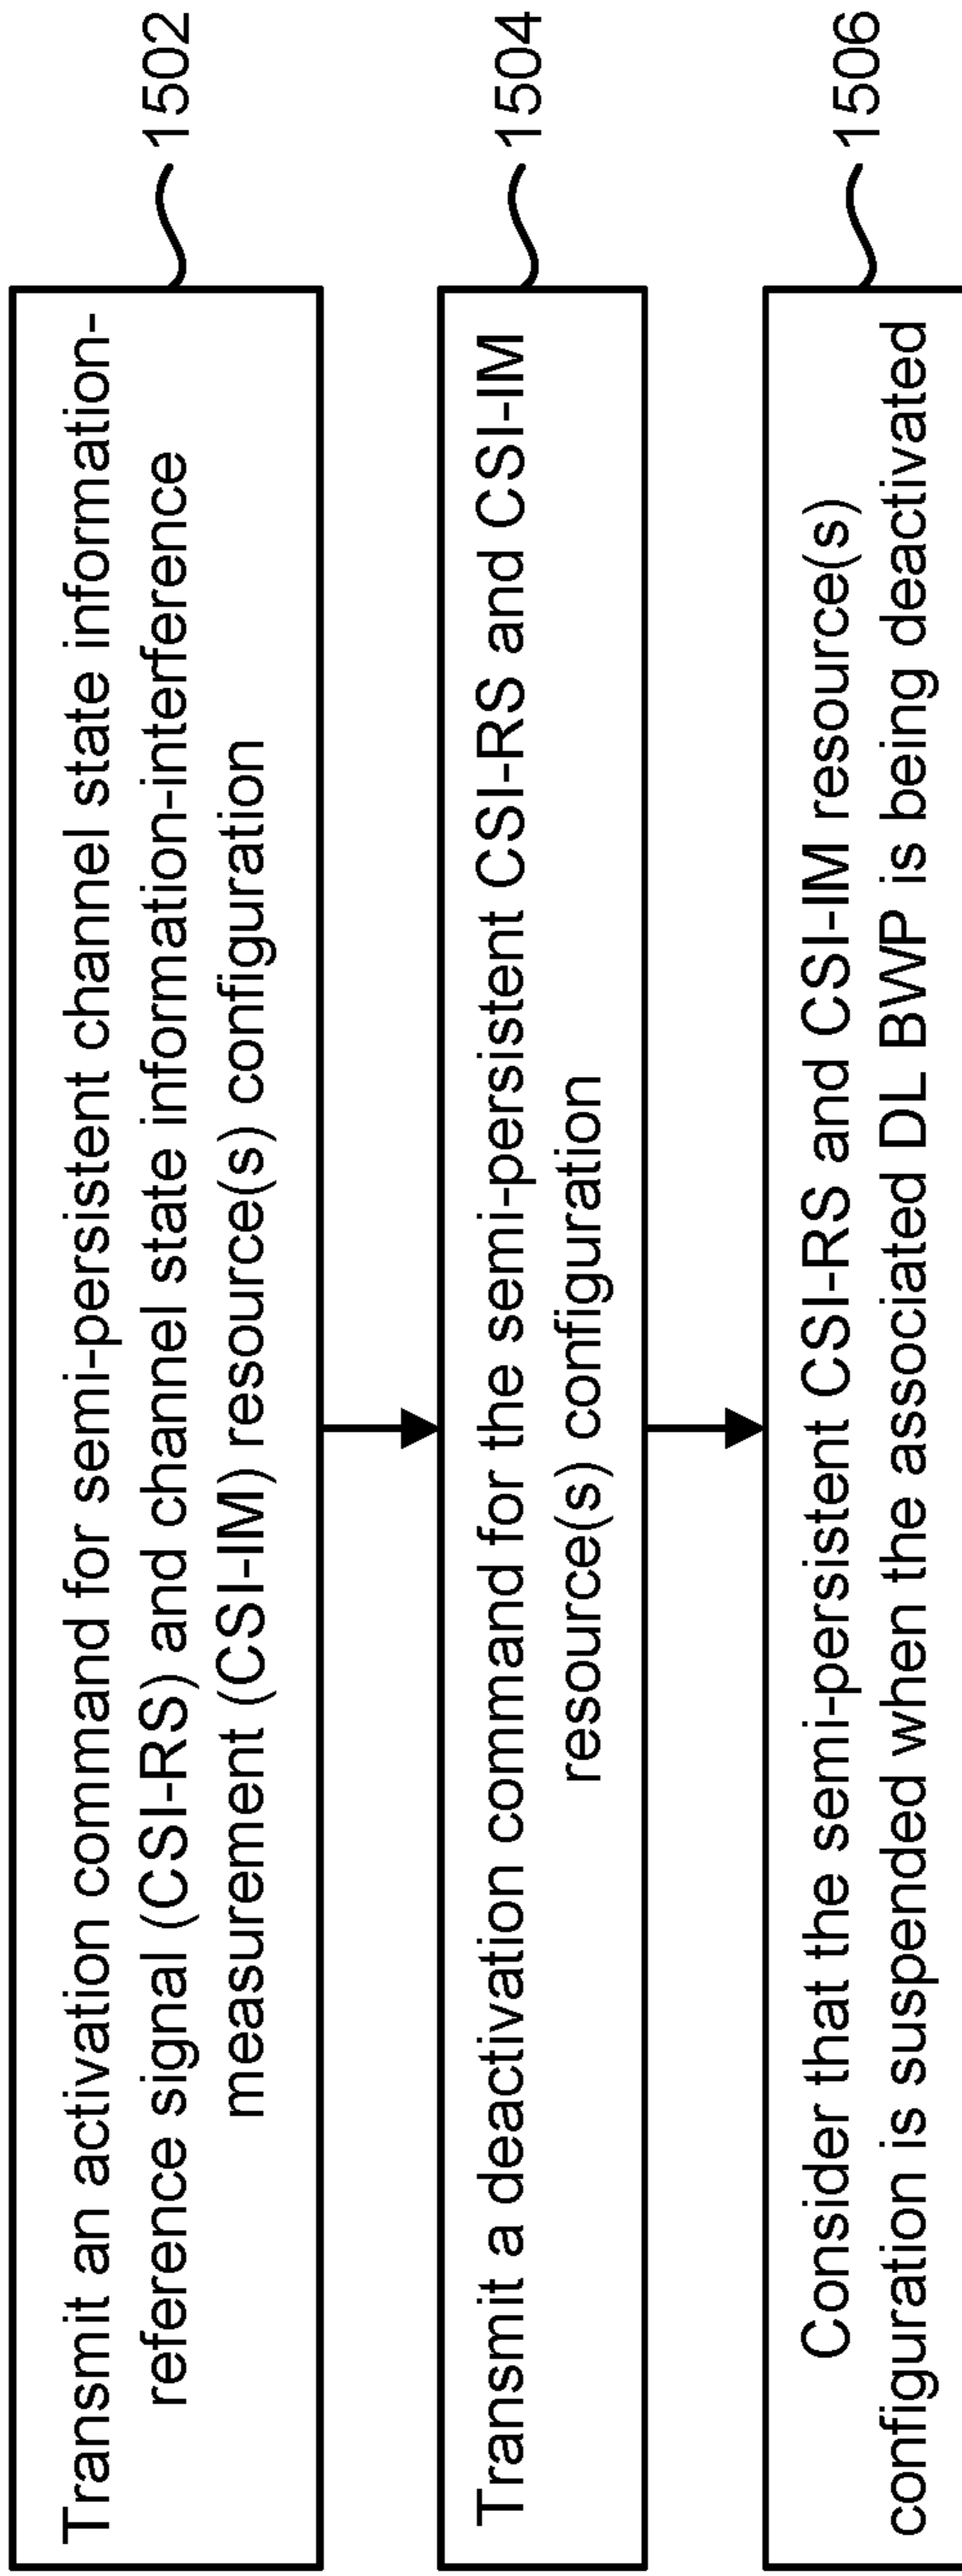 Transmit an activation command for semi-persistent channel state information-
reference signal (CSI-RS) and channel state information-interference
measurement (CSI-IM) resource(s) configuration
1502
Transmit a deactivation command for the semi-persistent CSI-RS and CSI-IM
resource(s) configuration
1504
Consider that the semi-persistent CSI-RS and CSI-IM resource(s)
configuration is suspended when the associated DL BWP is being deactivated
1506